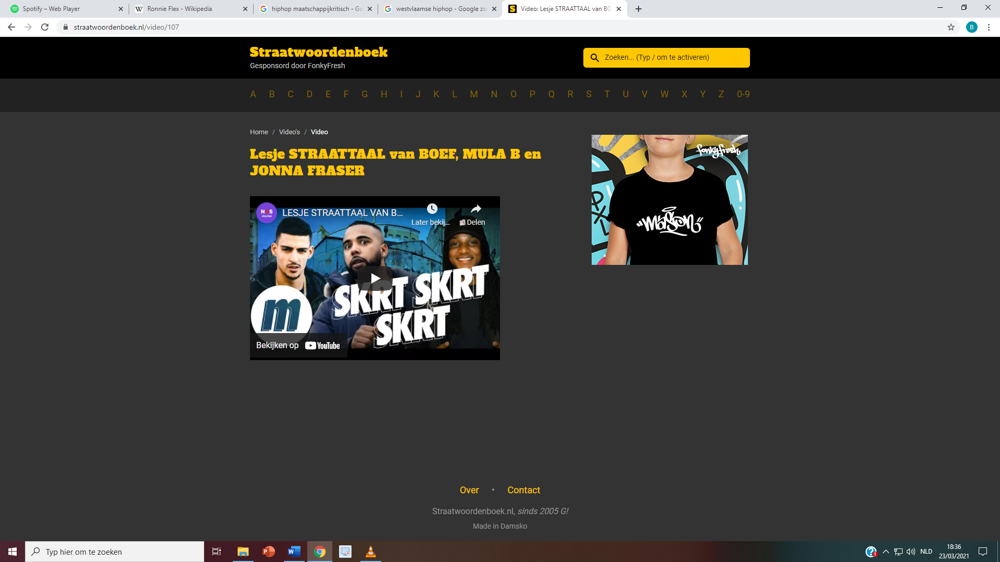 Spotify – Web Player
Ronnie Flex - Wikipedia
hiphop maatschappijkritisch - Go
westvlaamse hiphop - Google zo
Video: Lesje STRAATTAAL van BO
straatwoordenboek.nl/video/107
B
Straatwoordenboek
Gesponsord door FonkyFresh
Zoeken... (Typ / om te activeren)
A B C D E F G H I J K L M N O P Q R S T U V W X Y Z 0-9
Home / Video's / Video
Lesje STRAATTAAL van BOEF, MULA B en
JONNA FRASER
fonkyfresh
"Mason"
NOS
stories
LESJE STRAATTAAL VAN B...
Later bekij...
Delen
SKRT SKRT
SKRT
m
Bekijken op YouTube
Over • Contact
Straatwoordenboek.nl, sinds 2005 G!
Made in Damsko
Typ hier om te zoeken
NLD
18:36
23/03/2021